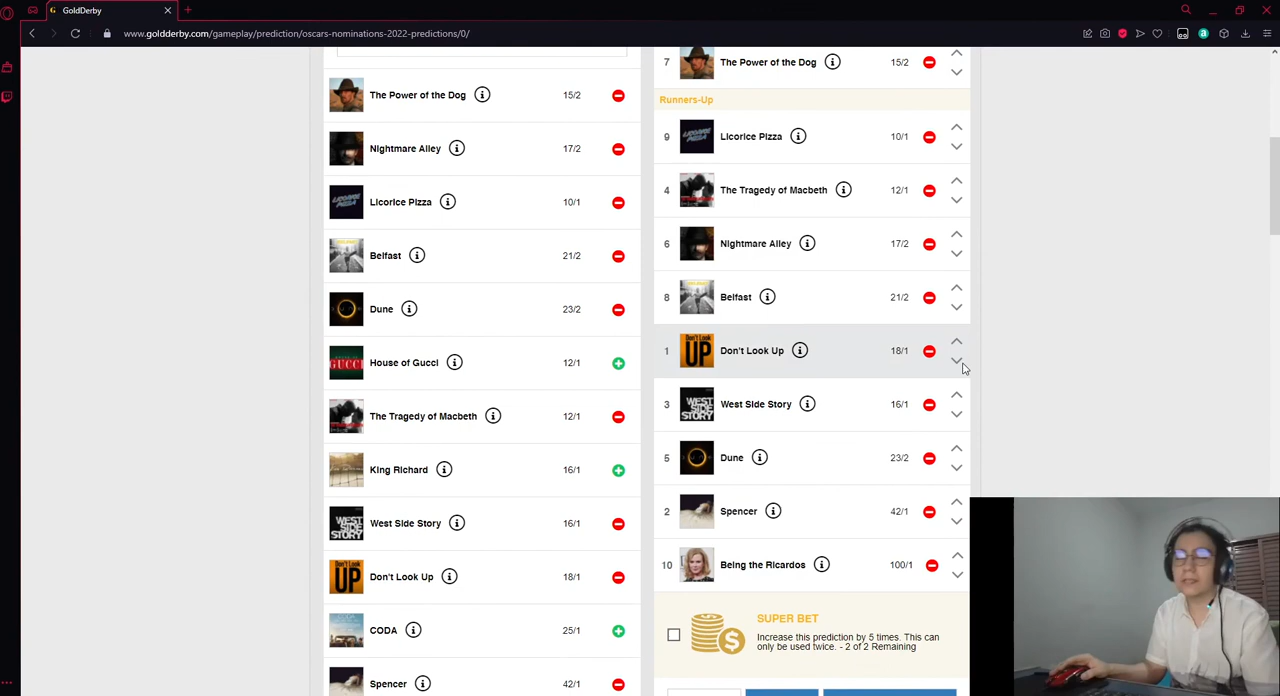 GoldDerby
www.goldderby.com/gameplay/prediction/oscars-nominations-2022-predictions/0/
The Power of the Dog 15/2
Nightmare Alley 17/2
Licorice Pizza 10/1
Belfast 21/2
Dune 23/2
House of Gucci 12/1
The Tragedy of Macbeth 12/1
King Richard 16/1
West Side Story 16/1
Don't Look Up 18/1
CODA 25/1
Spencer 42/1
7 The Power of the Dog 15/2
Runners-Up
9 Licorice Pizza 10/1
4 The Tragedy of Macbeth 12/1
6 Nightmare Alley 17/2
8 Belfast 21/2
1 Don't Look Up 18/1
3 West Side Story 16/1
5 Dune 23/2
2 Spencer 42/1
10 Being the Ricardos 100/1
SUPER BET
Increase this prediction by 5 times. This can
only be used twice. - 2 of 2 Remaining